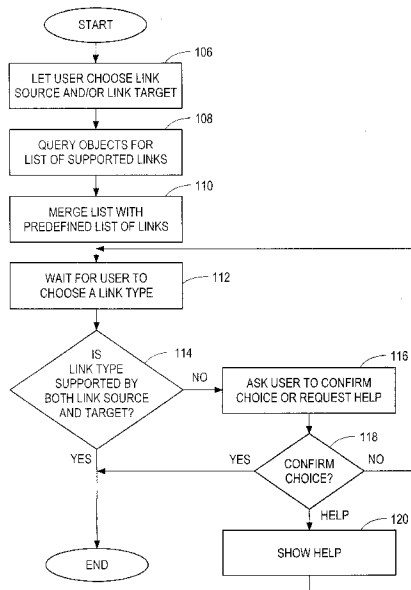 START
106
LET USER CHOOSE LINK
SOURCE AND/OR LINK TARGET
108
QUERY OBJECTS FOR
LIST OF SUPPORTED LINKS
110
MERGE LIST WITH
PREDEFINED LIST OF LINKS
112
WAIT FOR USER TO
CHOOSE A LINK TYPE
114
IS
LINK TYPE
SUPPORTED BY
BOTH LINK SOURCE
AND TARGET?
NO
YES
116
ASK USER TO CONFIRM
CHOICE OR REQUEST HELP
118
CONFIRM
CHOICE?
YES
NO
HELP
120
SHOW HELP
END